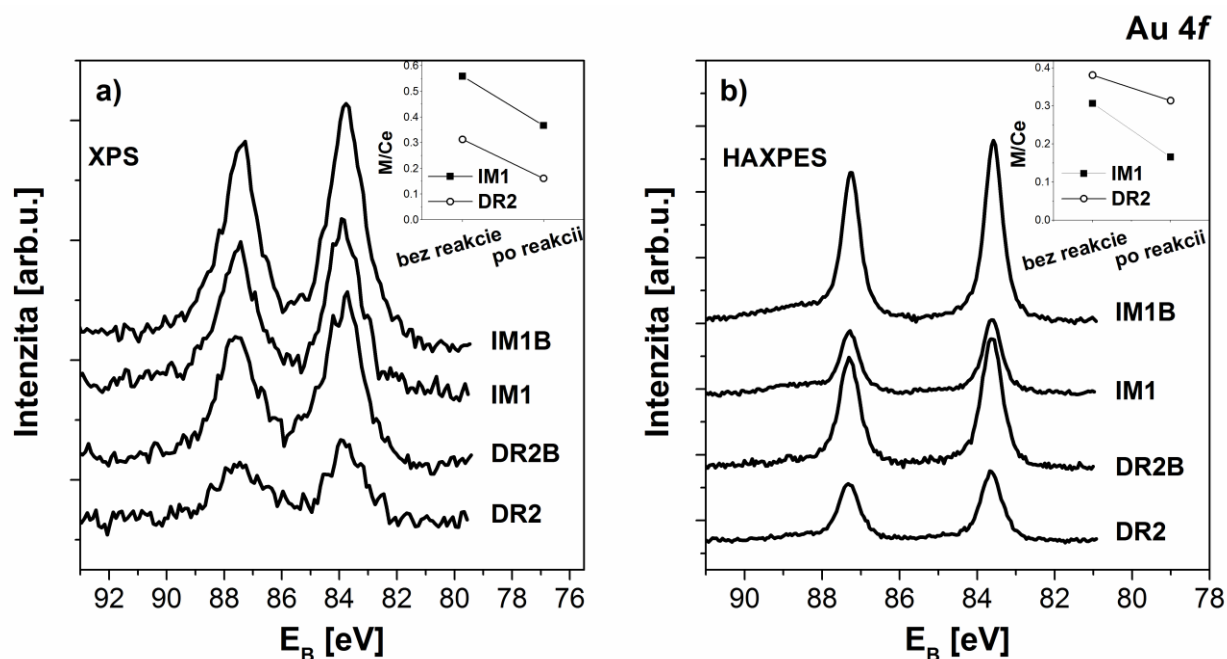 Au 4f
a)
XPS
Intenzita [arb.u.]
92 90 88 86 84 82 80 78 76
E_B [eV]
IM1B
IM1
DR2B
DR2
M/Ce
0.6
0.5
0.4
0.3
0.2
0.1
0.0
IM1
DR2
bez reakcie po reakcii
b)
HAXPES
Intenzita [arb.u.]
90 88 86 84 82 80 78
E_B [eV]
IM1B
IM1
DR2B
DR2
M/Ce
0.4
0.3
0.2
0.1
0.0
IM1
DR2
bez reakcie po reakcii